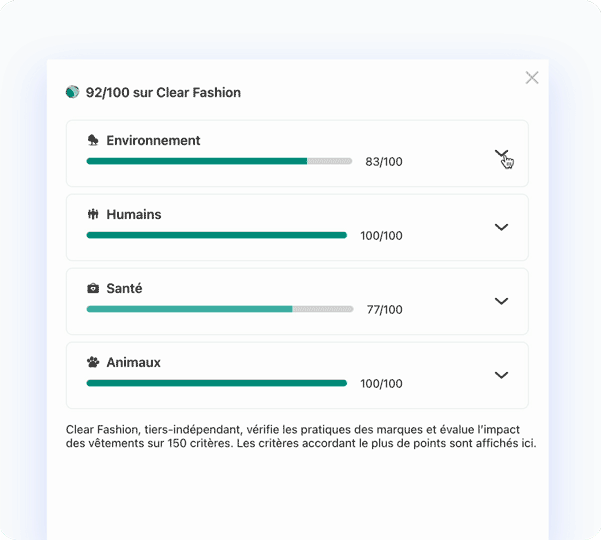 92/100 sur Clear Fashion
Environnement
83/100
Humains
100/100
Santé
77/100
Animaux
100/100
Clear Fashion, tiers-indépendant, vérifie les pratiques des marques et évalue l'impact
des vêtements sur 150 critères. Les critères accordant le plus de points sont affichés ici.